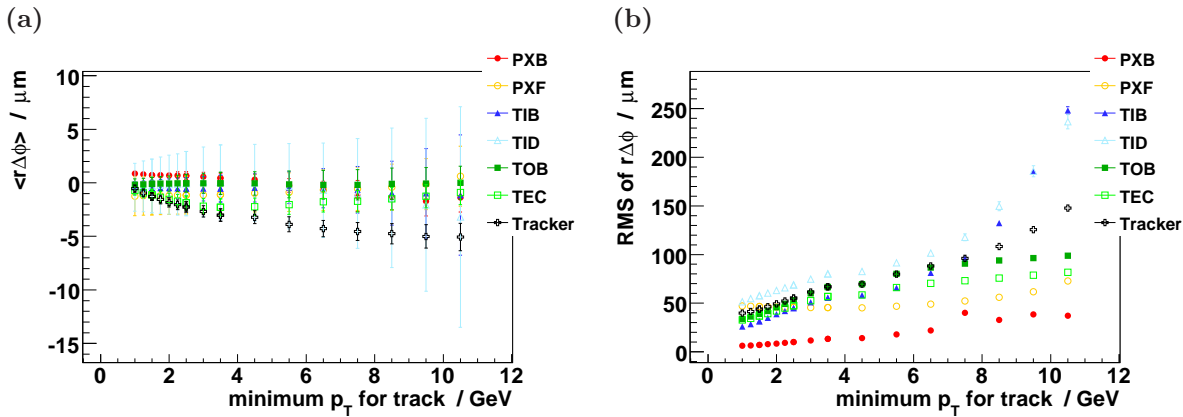 (a)
<rΔϕ> / μm
10
5
0
-5
-10
-15
0 2 4 6 8 10 12
minimum pT for track / GeV
PXB
PXF
TIB
TID
TOB
TEC
Tracker
(b)
RMS of rΔϕ / μm
250
200
150
100
50
0
0 2 4 6 8 10 12
minimum pT for track / GeV
PXB
PXF
TIB
TID
TOB
TEC
Tracker